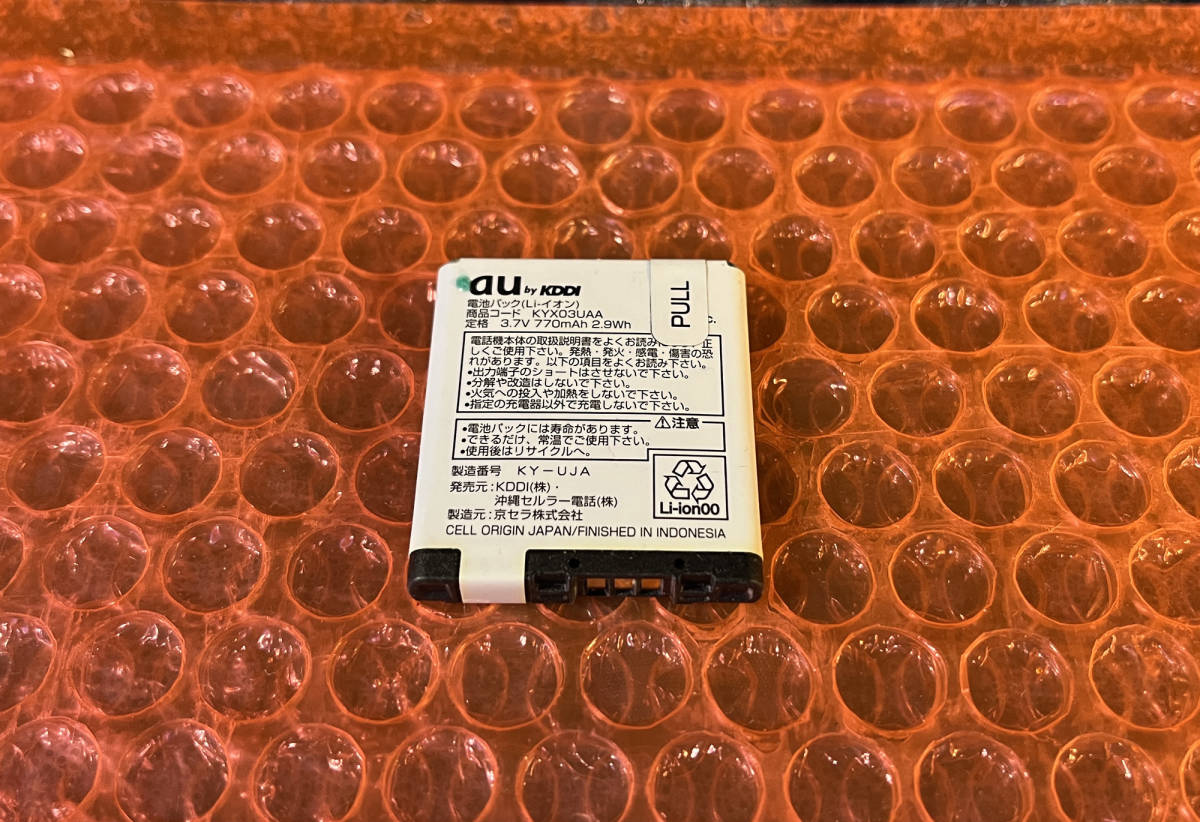 au by KDDI
PULL
電池パック(Li-イオン)
商品コード KYX03UAA
定格 3.7V 770mAh 2.9Wh
c.
電話機本体の取扱説明書をよくお読みに 正
しくご使用下さい。発熱・発火・感電・傷害の恐
れがあります。以下の項目をよくお読み下さい。
•出力端子のショートはさせないで下さい。
•分解や改造はしないで下さい。
•火気への投入や加熱をしないで下さい。
•指定の充電器以外で充電しないで下さい。
⚠注意
•電池パックには寿命があります。
•できるだけ、常温でご使用下さい。
•使用後はリサイクルへ。
製造番号 KY-UJA
発売元:KDDI(株)・
沖縄セルラー電話(株)
製造元:京セラ株式会社
Li-ion00
CELL ORIGIN JAPAN/FINISHED IN INDONESIA